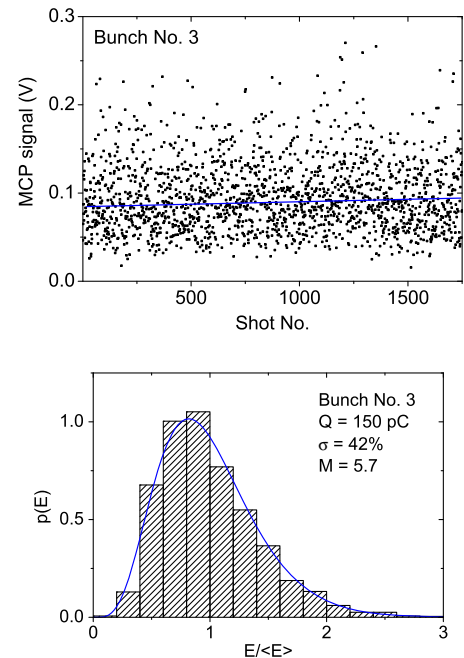 0.3
Bunch No. 3
0.2
MCP signal (V)
0.1
0.0
500
1000
1500
Shot No.
Bunch No. 3
Q = 150 pC
σ = 42%
M = 5.7
1.0
p(E)
0.5
0.0
0
1
2
3
E/<E>